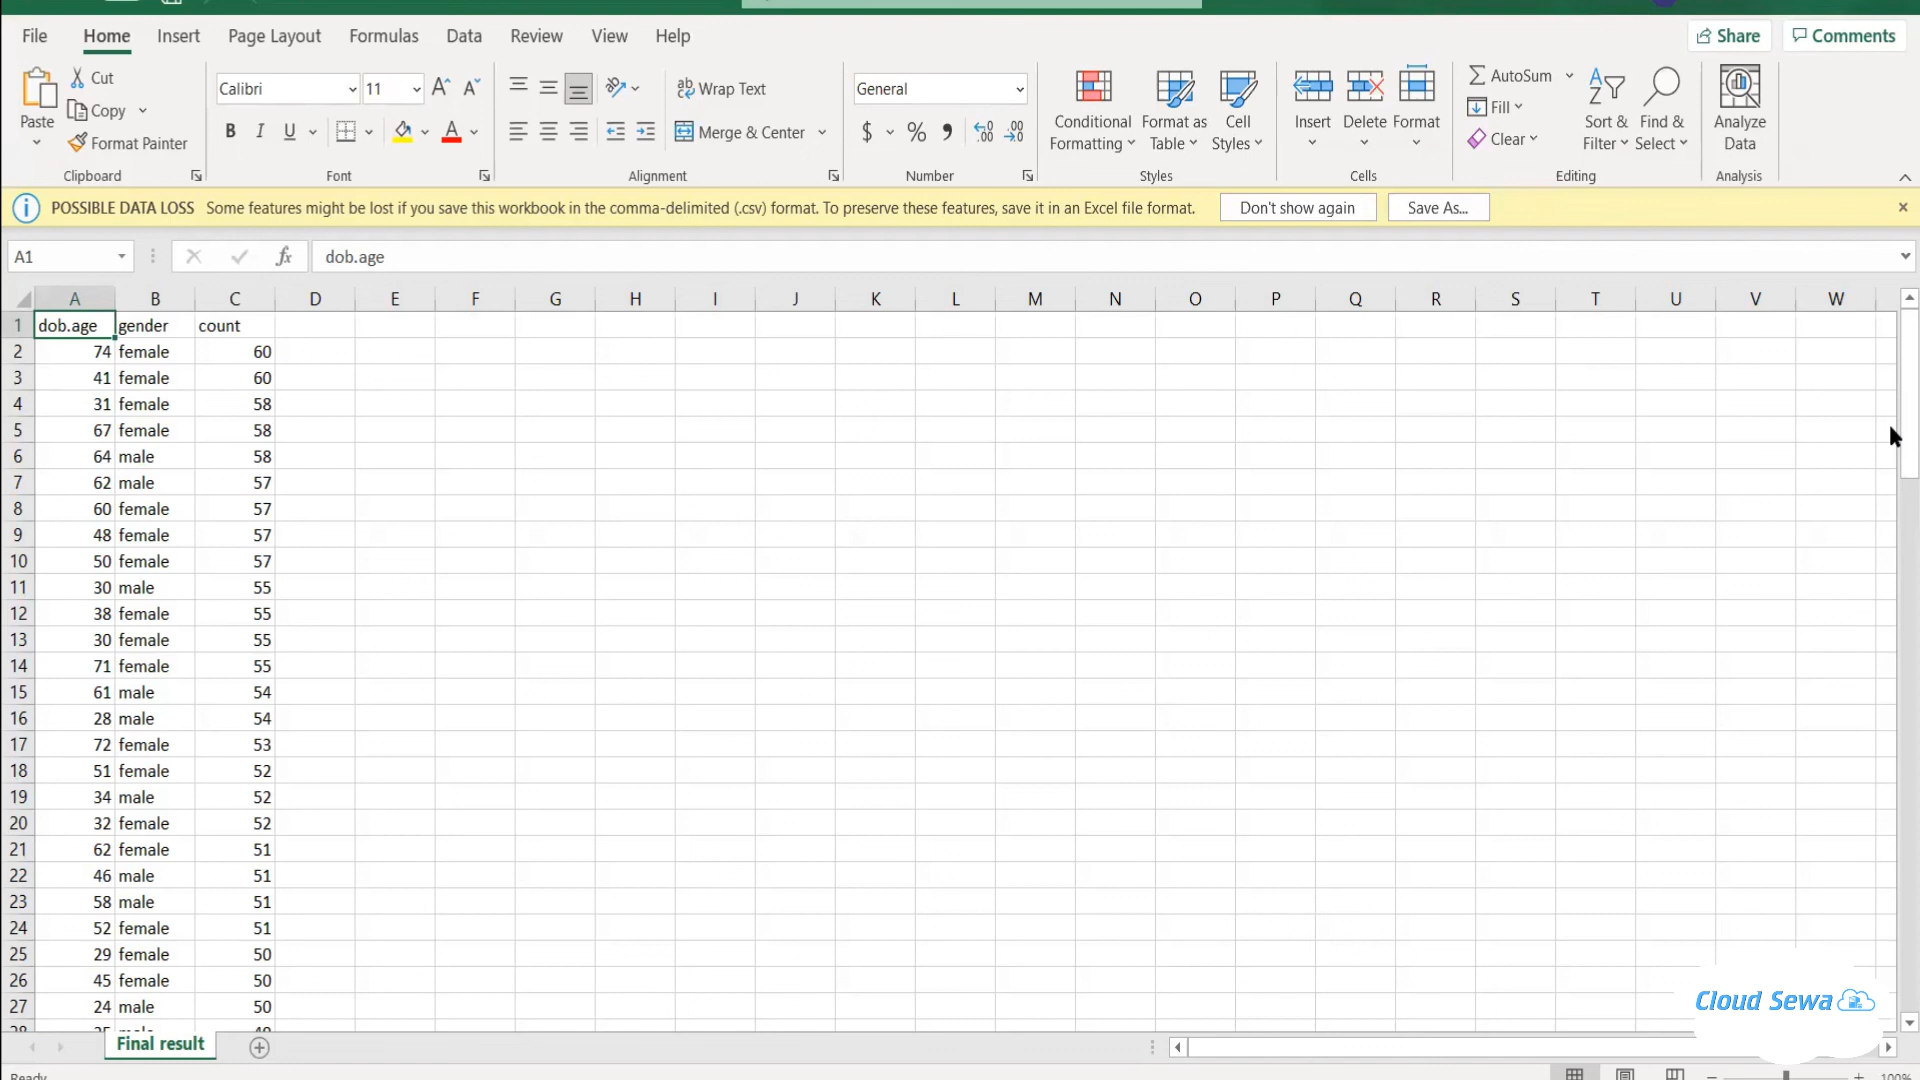 File Home Insert Page Layout Formulas Data Review View Help Share Comments
Paste Cut Copy Format Painter Clipboard
Calibri 11 B I U Font
ab Wrap Text Merge & Center Alignment
General $ % Number
Conditional Formatting Format as Table Cell Styles Styles
Insert Delete Format Cells
AutoSum Fill Clear Sort & Filter Find & Select Editing
Analyze Data Analysis
POSSIBLE DATA LOSS Some features might be lost if you save this workbook in the comma-delimited (.csv) format. To preserve these features, save it in an Excel file format. Don't show again Save As...
A1 fx dob.age
A B C D E F G H I J K L M N O P Q R S T U V W
1 dob.age gender count
2 74 female 60
3 41 female 60
4 31 female 58
5 67 female 58
6 64 male 58
7 62 male 57
8 60 female 57
9 48 female 57
10 50 female 57
11 30 male 55
12 38 female 55
13 30 female 55
14 71 female 55
15 61 male 54
16 28 male 54
17 72 female 53
18 51 female 52
19 34 male 52
20 32 female 52
21 62 female 51
22 46 male 51
23 58 male 51
24 52 female 51
25 29 female 50
26 45 female 50
27 24 male 50
Cloud Sewa
Final result
Ready 100%